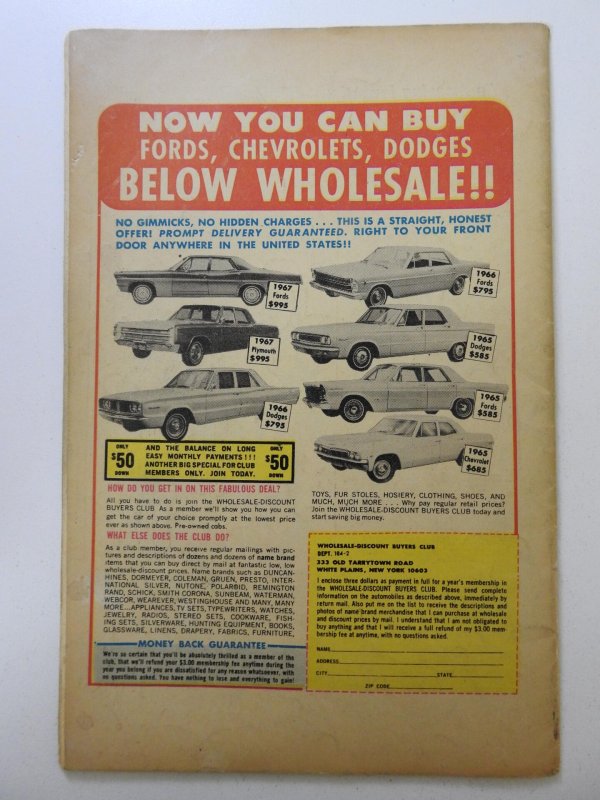 NOW YOU CAN BUY
FORDS, CHEVROLETS, DODGES
BELOW WHOLESALE!!
NO GIMMICKS, NO HIDDEN CHARGES . . . THIS IS A STRAIGHT, HONEST
OFFER! PROMPT DELIVERY GUARANTEED. RIGHT TO YOUR FRONT
DOOR ANYWHERE IN THE UNITED STATES!!
1967
Fords
$995
1966
Fords
$795
1967
Plymouth
$995
1965
Dodges
$585
1966
Dodges
$795
1965
Fords
$585
1965
Chevrolet
$685
ONLY
$50
DOWN
AND THE BALANCE ON LONG
EASY MONTHLY PAYMENTS!!!
ANOTHER BIG SPECIAL FOR CLUB
MEMBERS ONLY. JOIN TODAY.
ONLY
$50
DOWN
HOW DO YOU GET IN ON THIS FABULOUS DEAL?
All you have to do is join the WHOLESALE-DISCOUNT
BUYERS CLUB As a member we'll show you how you can
get the car of your choice promptly at the lowest price
ever as shown above. Pre-owned cabs.
WHAT ELSE DOES THE CLUB DO?
As a club member, you receive regular mailings with pic-
tures and descriptions of dozens and dozens of name brand
items that you can buy direct by mail at fantastic low, low
wholesale-discount prices. Name brands such as DUNCAN-
HINES, DORMEYER, COLEMAN, GRUEN, PRESTO, INTER-
NATIONAL SILVER, NUTONE, POLAROID, REMINGTON
RAND, SCHICK, SMITH CORONA, SUNBEAM, WATERMAN,
WEBCOR, WEAREVER, WESTINGHOUSE AND MANY, MANY
MORE...APPLIANCES, TV SETS, TYPEWRITERS, WATCHES,
JEWELRY, RADIOS, STEREO SETS, COOKWARE, FISH-
ING SETS, SILVERWARE, HUNTING EQUIPMENT, BOOKS,
GLASSWARE, LINENS, DRAPERY, FABRICS, FURNITURE,
TOYS, FUR STOLES, HOSIERY, CLOTHING, SHOES, AND
MUCH, MUCH MORE . . . Why pay regular retail prices?
Join the WHOLESALE-DISCOUNT BUYERS CLUB today and
start saving big money.
MONEY BACK GUARANTEE
We're so certain that you'll be absolutely thrilled as a member of the
club, that we'll refund your $3.00 membership fee anytime during the
year you belong if you are dissatisfied for any reason whatsoever, with
no questions asked. You have nothing to lose and everything to gain!
WHOLESALE-DISCOUNT BUYERS CLUB
DEPT. 184-2
333 OLD TARRYTOWN ROAD
WHITE PLAINS, NEW YORK 10603
I enclose three dollars as payment in full for a year's membership in
the WHOLESALE-DISCOUNT BUYERS CLUB. Please send complete
information on the automobiles as described above, immediately by
return mail. Also put me on the list to receive the descriptions and
photos of name brand merchandise that I can purchase at wholesale
and discount prices by mail. I understand that I am not obligated to
buy anything and that I will receive a full refund of my $3.00 mem-
bership fee at anytime, with no questions asked.
NAME
ADDRESS
CITY STATE
ZIP CODE